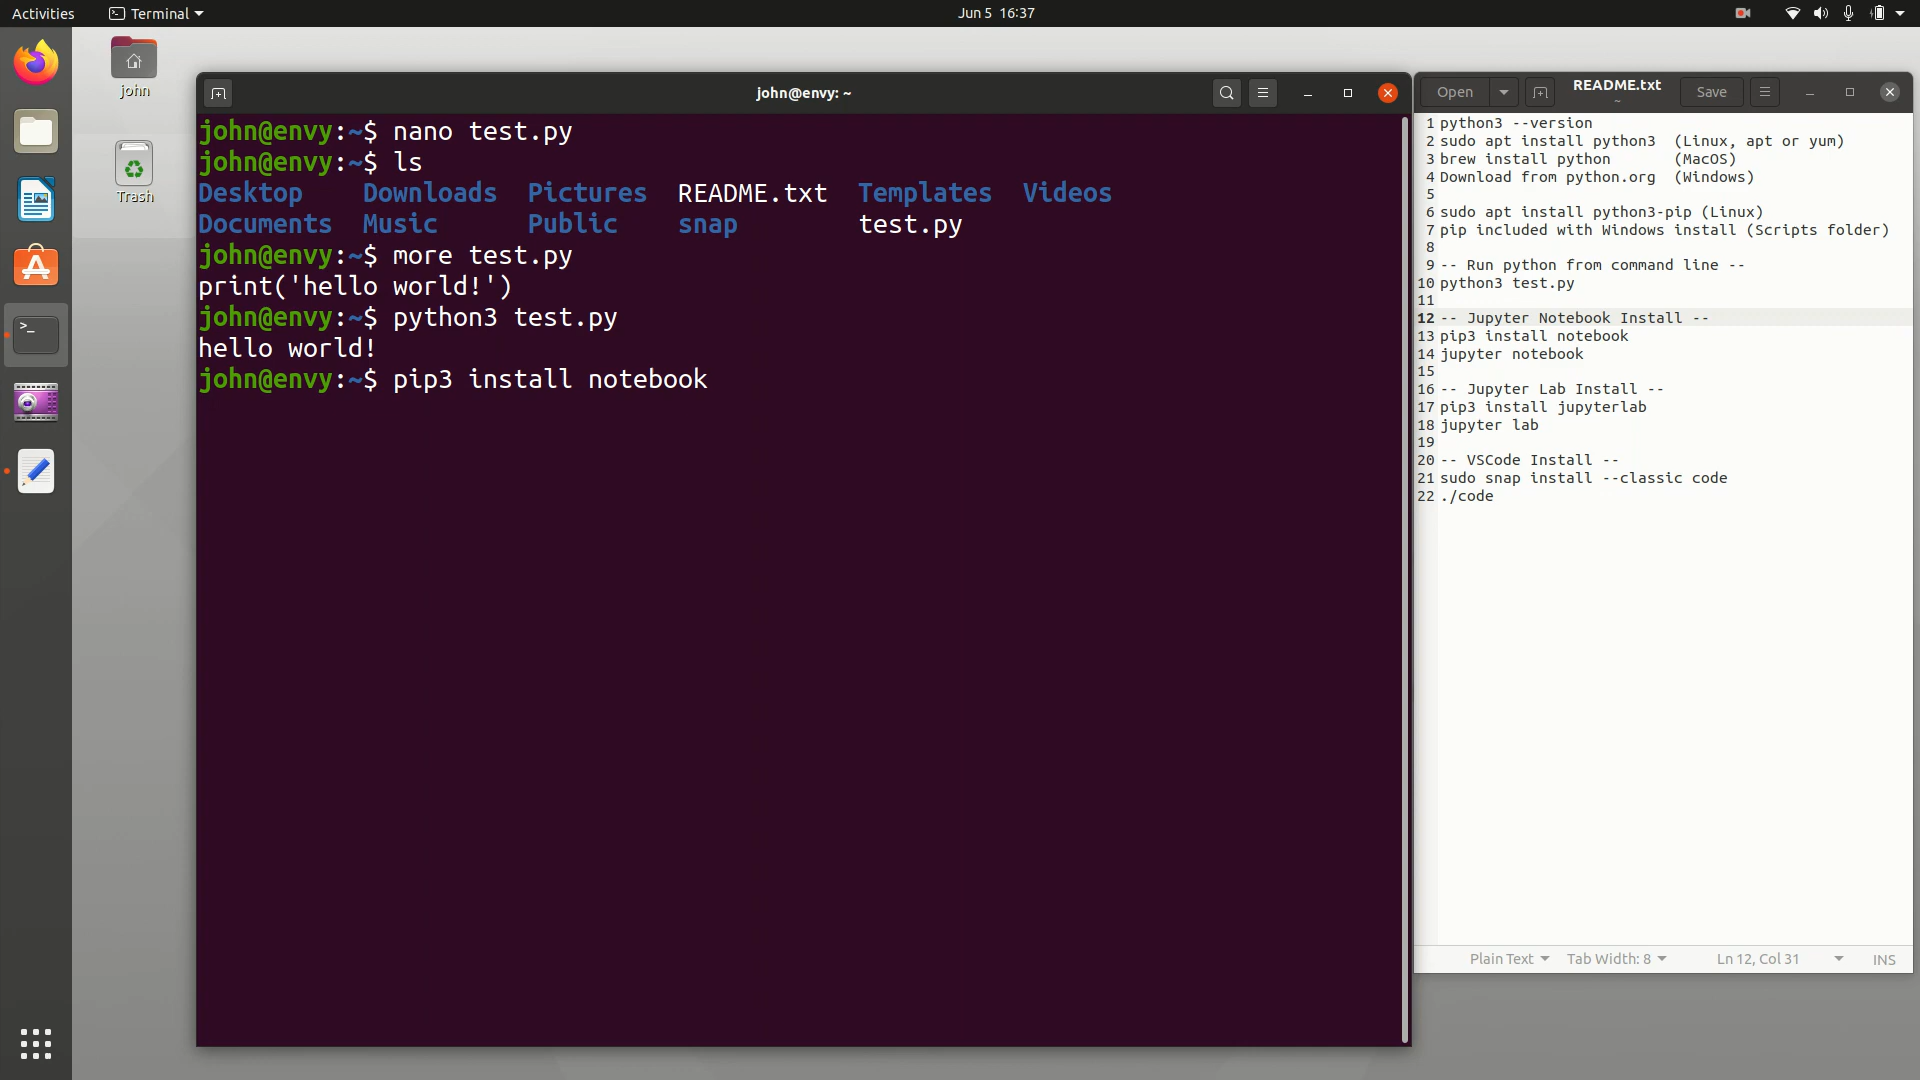 Activities
Terminal
Jun 5 16:37
john
Trash
john@envy: ~
john@envy:~$ nano test.py
john@envy:~$ ls
Desktop Downloads Pictures README.txt Templates Videos
Documents Music Public snap test.py
john@envy:~$ more test.py
print('hello world!')
john@envy:~$ python3 test.py
hello world!
john@envy:~$ pip3 install notebook
Open
README.txt
~
Save
1 python3 --version
2 sudo apt install python3 (Linux, apt or yum)
3 brew install python (MacOS)
4 Download from python.org (Windows)
5
6 sudo apt install python3-pip (Linux)
7 pip included with Windows install (Scripts folder)
8
9 -- Run python from command line --
10 python3 test.py
11
12 -- Jupyter Notebook Install --
13 pip3 install notebook
14 jupyter notebook
15
16 -- Jupyter Lab Install --
17 pip3 install jupyterlab
18 jupyter lab
19
20 -- VSCode Install --
21 sudo snap install --classic code
22 ./code
Plain Text Tab Width: 8 Ln 12, Col 31 INS